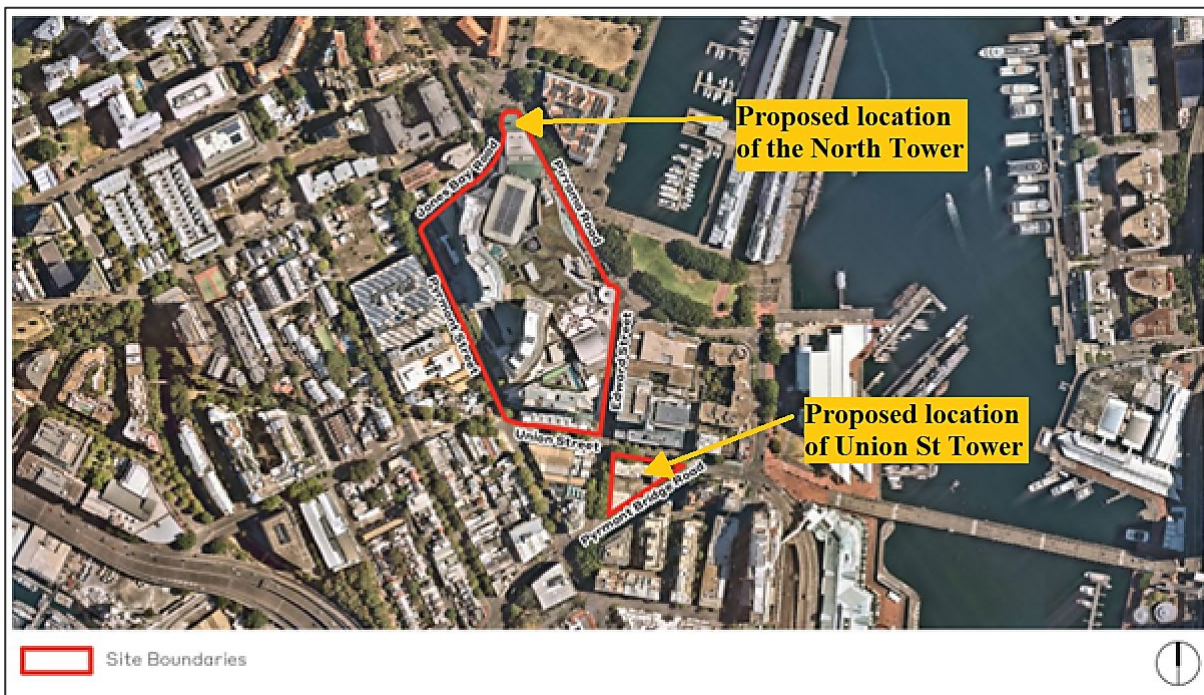 Proposed location
of the North Tower
Jones Bay Road
Pirrama Road
Pyrmont Street
Edward Street
Proposed location
of Union St Tower
Union Street
Pyrmont Bridge Road
Site Boundaries